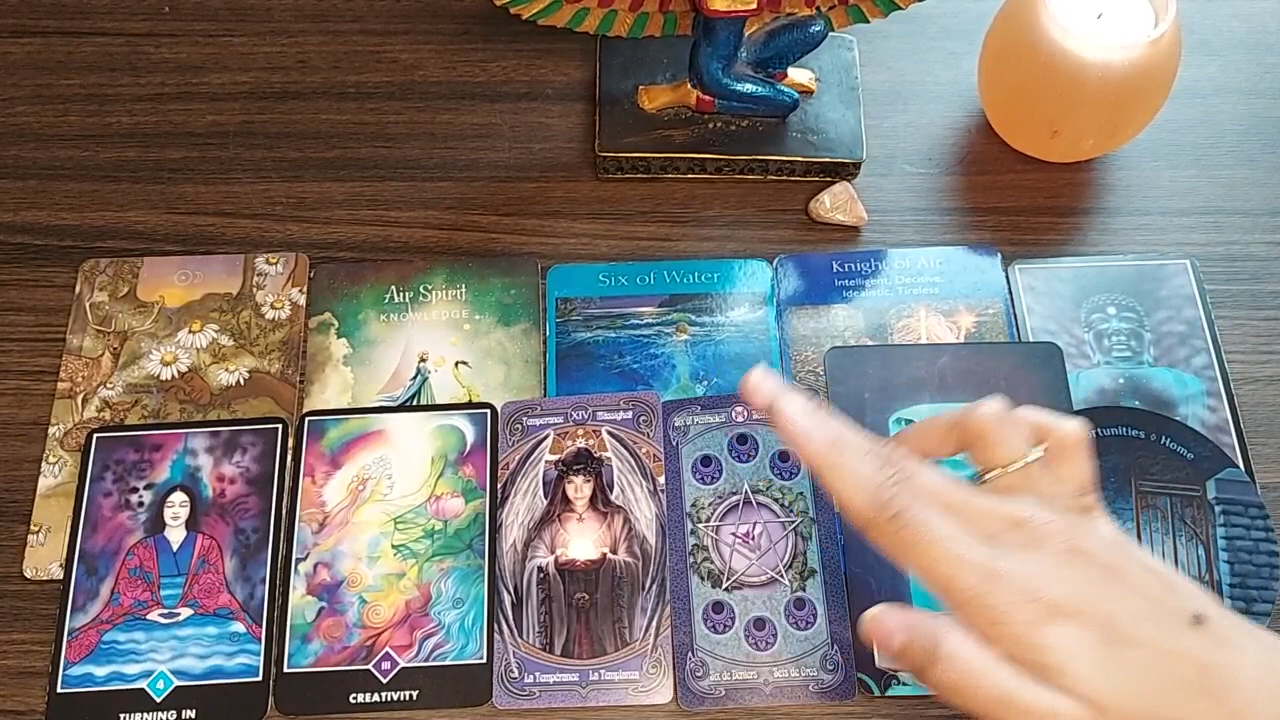 Air Spirit
KNOWLEDGE
Six of Water
Knight of Air
Intelligent, Decisive,
Idealistic, Tireless
ortunities ◊ Home
4
TURNING IN
III
CREATIVITY
Temperance XIV Mässigkeit
La Tempérance La Templanza
Six of Pentacles
Six de Deniers Seis de Oros